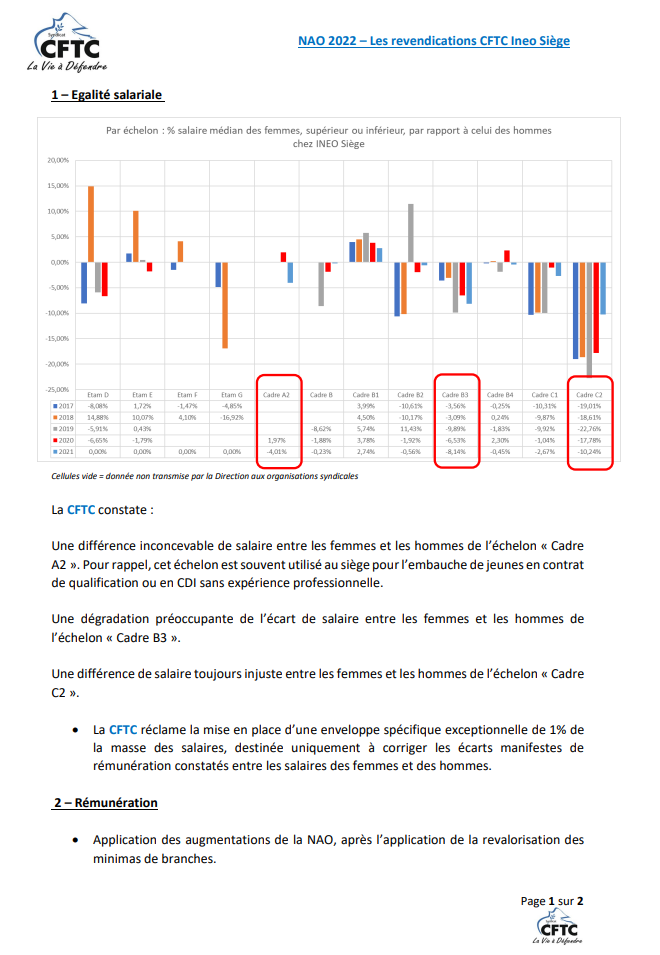 Syndicat
CFTC
La Vie à Défendre
NAO 2022 – Les revendications CFTC Ineo Siège
1 – Egalité salariale
Par échelon : % salaire médian des femmes, supérieur ou inférieur, par rapport à celui des hommes
chez INEO Siège
20,00%
15,00%
10,00%
5,00%
0,00%
-5,00%
-10,00%
-15,00%
-20,00%
-25,00%
Etam D Etam E Etam F Etam G Cadre A2 Cadre B Cadre B1 Cadre B2 Cadre B3 Cadre B4 Cadre C1 Cadre C2
2017 -8,08% 1,72% -1,47% -4,85% 3,99% -10,61% -3,56% -0,25% -10,31% -19,01%
2018 14,88% 10,07% 4,10% -16,92% 4,50% -10,17% -3,09% 0,24% -9,87% -18,61%
2019 -5,91% 0,43% -8,62% 5,74% 11,43% -9,89% -1,83% -9,92% -22,76%
2020 -6,65% -1,79% 1,97% -1,88% 3,78% -1,92% -6,53% 2,30% -1,04% -17,78%
2021 0,00% 0,00% 0,00% 0,00% -4,01% -0,23% 2,74% -0,56% -8,14% -0,45% -2,67% -10,24%
Cellules vide = donnée non transmise par la Direction aux organisations syndicales
La CFTC constate :
Une différence inconcevable de salaire entre les femmes et les hommes de l’échelon « Cadre
A2 ». Pour rappel, cet échelon est souvent utilisé au siège pour l’embauche de jeunes en contrat
de qualification ou en CDI sans expérience professionnelle.
Une dégradation préoccupante de l’écart de salaire entre les femmes et les hommes de
l’échelon « Cadre B3 ».
Une différence de salaire toujours injuste entre les femmes et les hommes de l’échelon « Cadre
C2 ».
• La CFTC réclame la mise en place d’une enveloppe spécifique exceptionnelle de 1% de
la masse des salaires, destinée uniquement à corriger les écarts manifestes de
rémunération constatés entre les salaires des femmes et des hommes.
2 – Rémunération
• Application des augmentations de la NAO, après l’application de la revalorisation des
minimas de branches.
Page 1 sur 2
Syndicat
CFTC
La Vie à Défendre